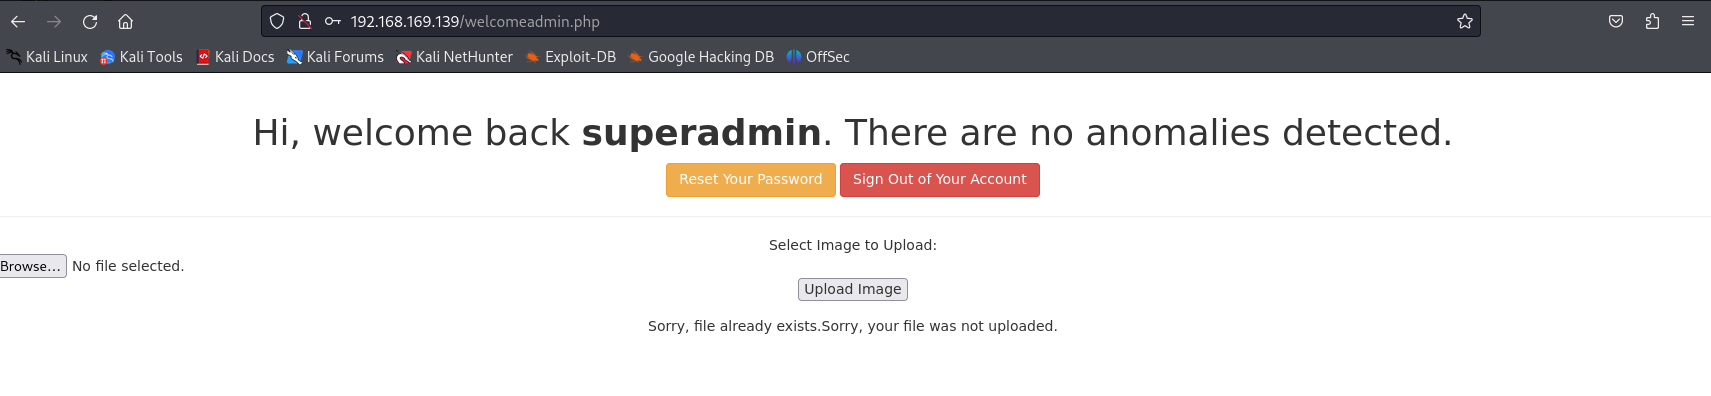 192.168.169.139/welcomeadmin.php
Kali Linux Kali Tools Kali Docs Kali Forums Kali NetHunter Exploit-DB Google Hacking DB OffSec
Hi, welcome back superadmin. There are no anomalies detected.
Reset Your Password Sign Out of Your Account
Select Image to Upload:
Browse... No file selected.
Upload Image
Sorry, file already exists.Sorry, your file was not uploaded.